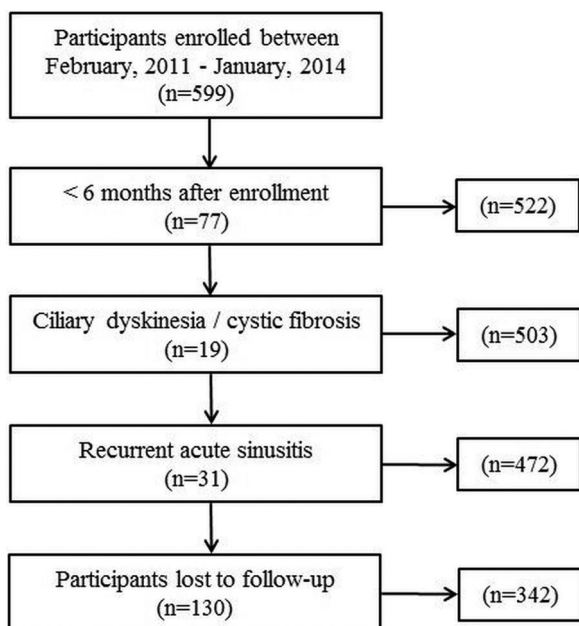 Participants enrolled between
February, 2011 - January, 2014
(n=599)
< 6 months after enrollment
(n=77)
(n=522)
Ciliary dyskinesia / cystic fibrosis
(n=19)
(n=503)
Recurrent acute sinusitis
(n=31)
(n=472)
Participants lost to follow-up
(n=130)
(n=342)